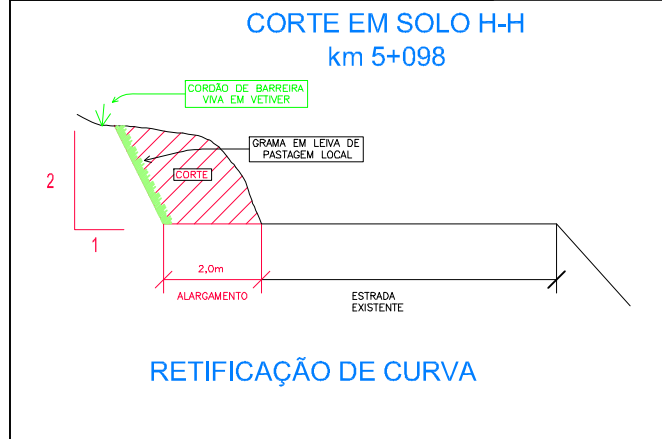 CORTE EM SOLO H-H
km 5+098
CORDÃO DE BARREIRA
VIVA EM VETIVER
GRAMA EM LEIVA DE
PASTAGEM LOCAL
CORTE
2
1
2,0m
ALARGAMENTO
ESTRADA
EXISTENTE
RETIFICAÇÃO DE CURVA